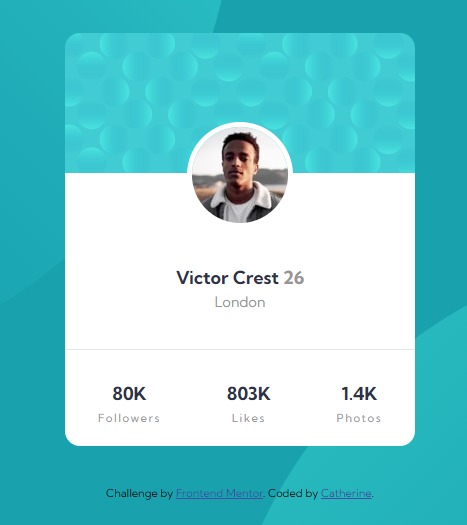 Victor Crest 26
London
80K 803K 1.4K
Followers Likes Photos
Challenge by Frontend Mentor. Coded by Catherine.